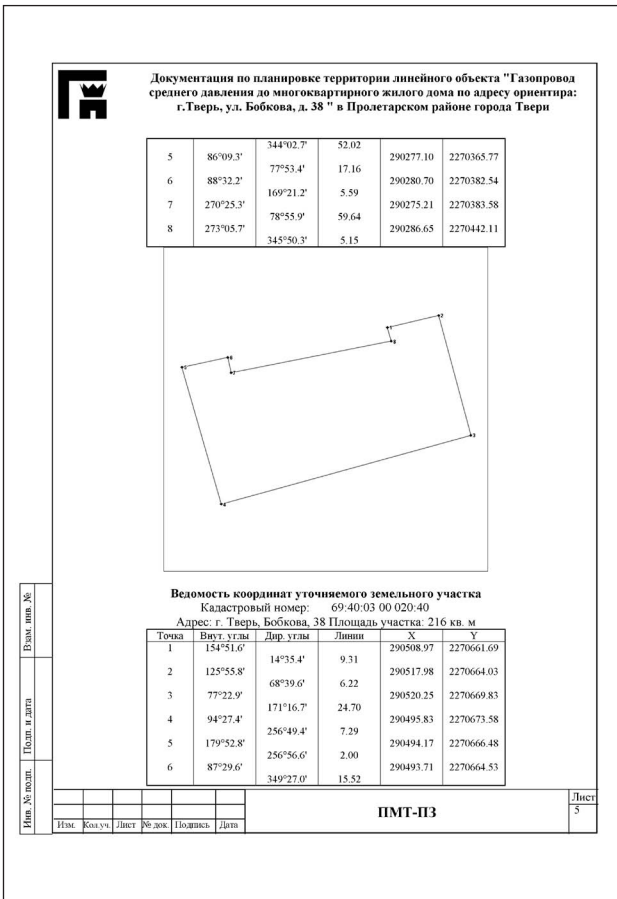 Документация по планировке территории линейного объекта "Газопровод
среднего давления до многоквартирного жилого дома по адресу ориентира:
г.Тверь, ул. Бобкова, д. 38 " в Пролетарском районе города Твери
344°02.7' 52.02
5 86°09.3' 290277.10 2270365.77
77°53.4' 17.16
6 88°32.2' 290280.70 2270382.54
169°21.2' 5.59
7 270°25.3' 290275.21 2270383.58
78°55.9' 59.64
8 273°05.7' 290286.65 2270442.11
345°50.3' 5.15
2
1
8
6
5
7
3
4
Ведомость координат уточняемого земельного участка
Кадастровый номер: 69:40:03 00 020:40
Адрес: г. Тверь, Бобкова, 38 Площадь участка: 216 кв. м
Точка Внут. углы Дир. углы Линии X Y
1 154°51.6' 290508.97 2270661.69
14°35.4' 9.31
2 125°55.8' 290517.98 2270664.03
68°39.6' 6.22
3 77°22.9' 290520.25 2270669.83
171°16.7' 24.70
4 94°27.4' 290495.83 2270673.58
256°49.4' 7.29
5 179°52.8' 290494.17 2270666.48
256°56.6' 2.00
6 87°29.6' 290493.71 2270664.53
349°27.0' 15.52
Взам. инв. №
Подп. и дата
Инв. № подп.
Изм. Кол.уч. Лист № док. Подпись Дата
ПМТ-ПЗ
Лист
5